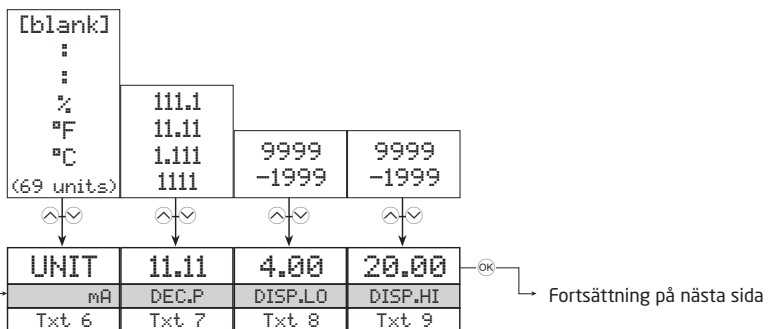 [blank]
:
:
%
°F
°C
(69 units)
111.1
11.11
1.111
1111
9999
-1999
9999
-1999
UNIT 11.11 4.00 20.00 OK
mA DEC.P DISP.LO DISP.HI Fortsättning på nästa sida
Txt 6 Txt 7 Txt 8 Txt 9